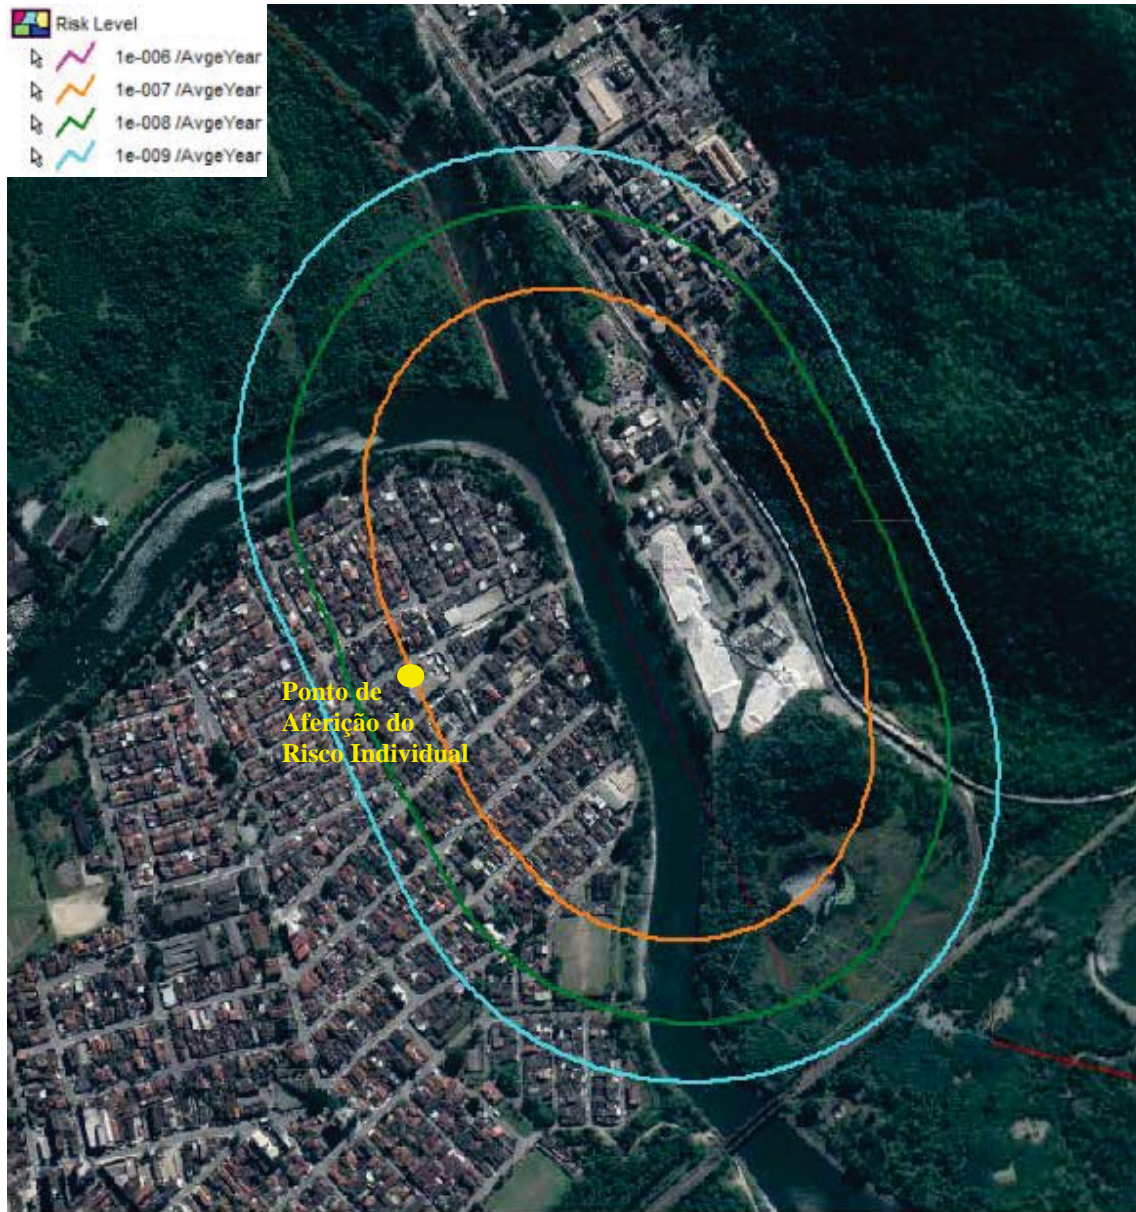 Risk Level
1e-006 /AvgeYear
1e-007 /AvgeYear
1e-008 /AvgeYear
1e-009 /AvgeYear
Ponto de
Aferição do
Risco Individual